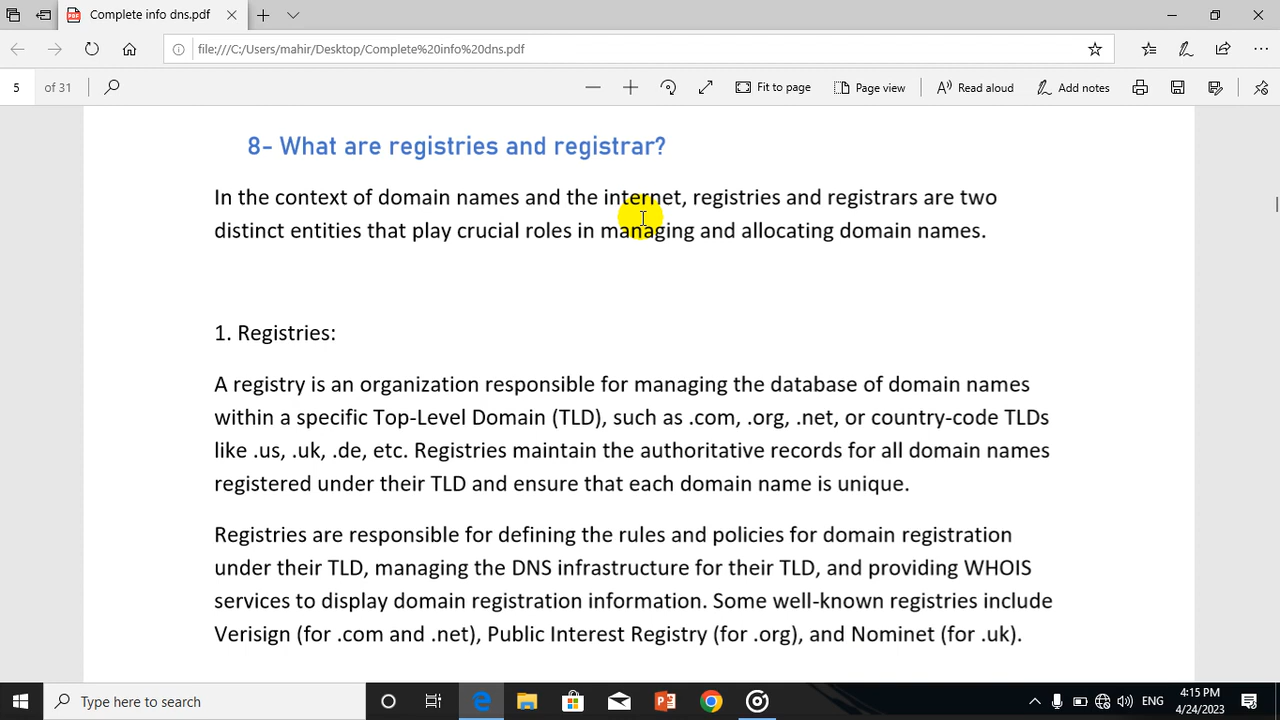 Complete info dns.pdf
file:///C:/Users/mahir/Desktop/Complete%20info%20dns.pdf
5 of 31 Fit to page Page view Read aloud Add notes
8- What are registries and registrar?
In the context of domain names and the internet, registries and registrars are two
distinct entities that play crucial roles in managing and allocating domain names.
1. Registries:
A registry is an organization responsible for managing the database of domain names
within a specific Top-Level Domain (TLD), such as .com, .org, .net, or country-code TLDs
like .us, .uk, .de, etc. Registries maintain the authoritative records for all domain names
registered under their TLD and ensure that each domain name is unique.
Registries are responsible for defining the rules and policies for domain registration
under their TLD, managing the DNS infrastructure for their TLD, and providing WHOIS
services to display domain registration information. Some well-known registries include
Verisign (for .com and .net), Public Interest Registry (for .org), and Nominet (for .uk).
Type here to search
ENG
4:15 PM
4/24/2023